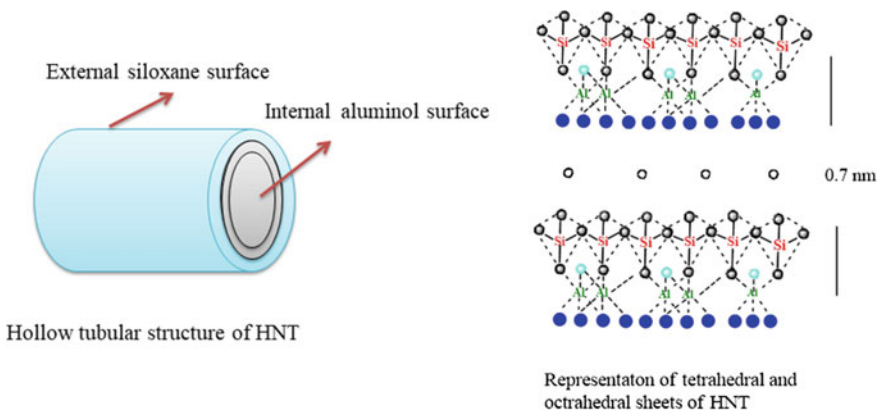 External siloxane surface
Internal aluminol surface
Hollow tubular structure of HNT
Si Si Si Si Si Si
Al Al Al Al Al
0.7 nm
Si Si Si Si Si Si
Al Al Al Al Al
Representaton of tetrahedral and
octrahedral sheets of HNT